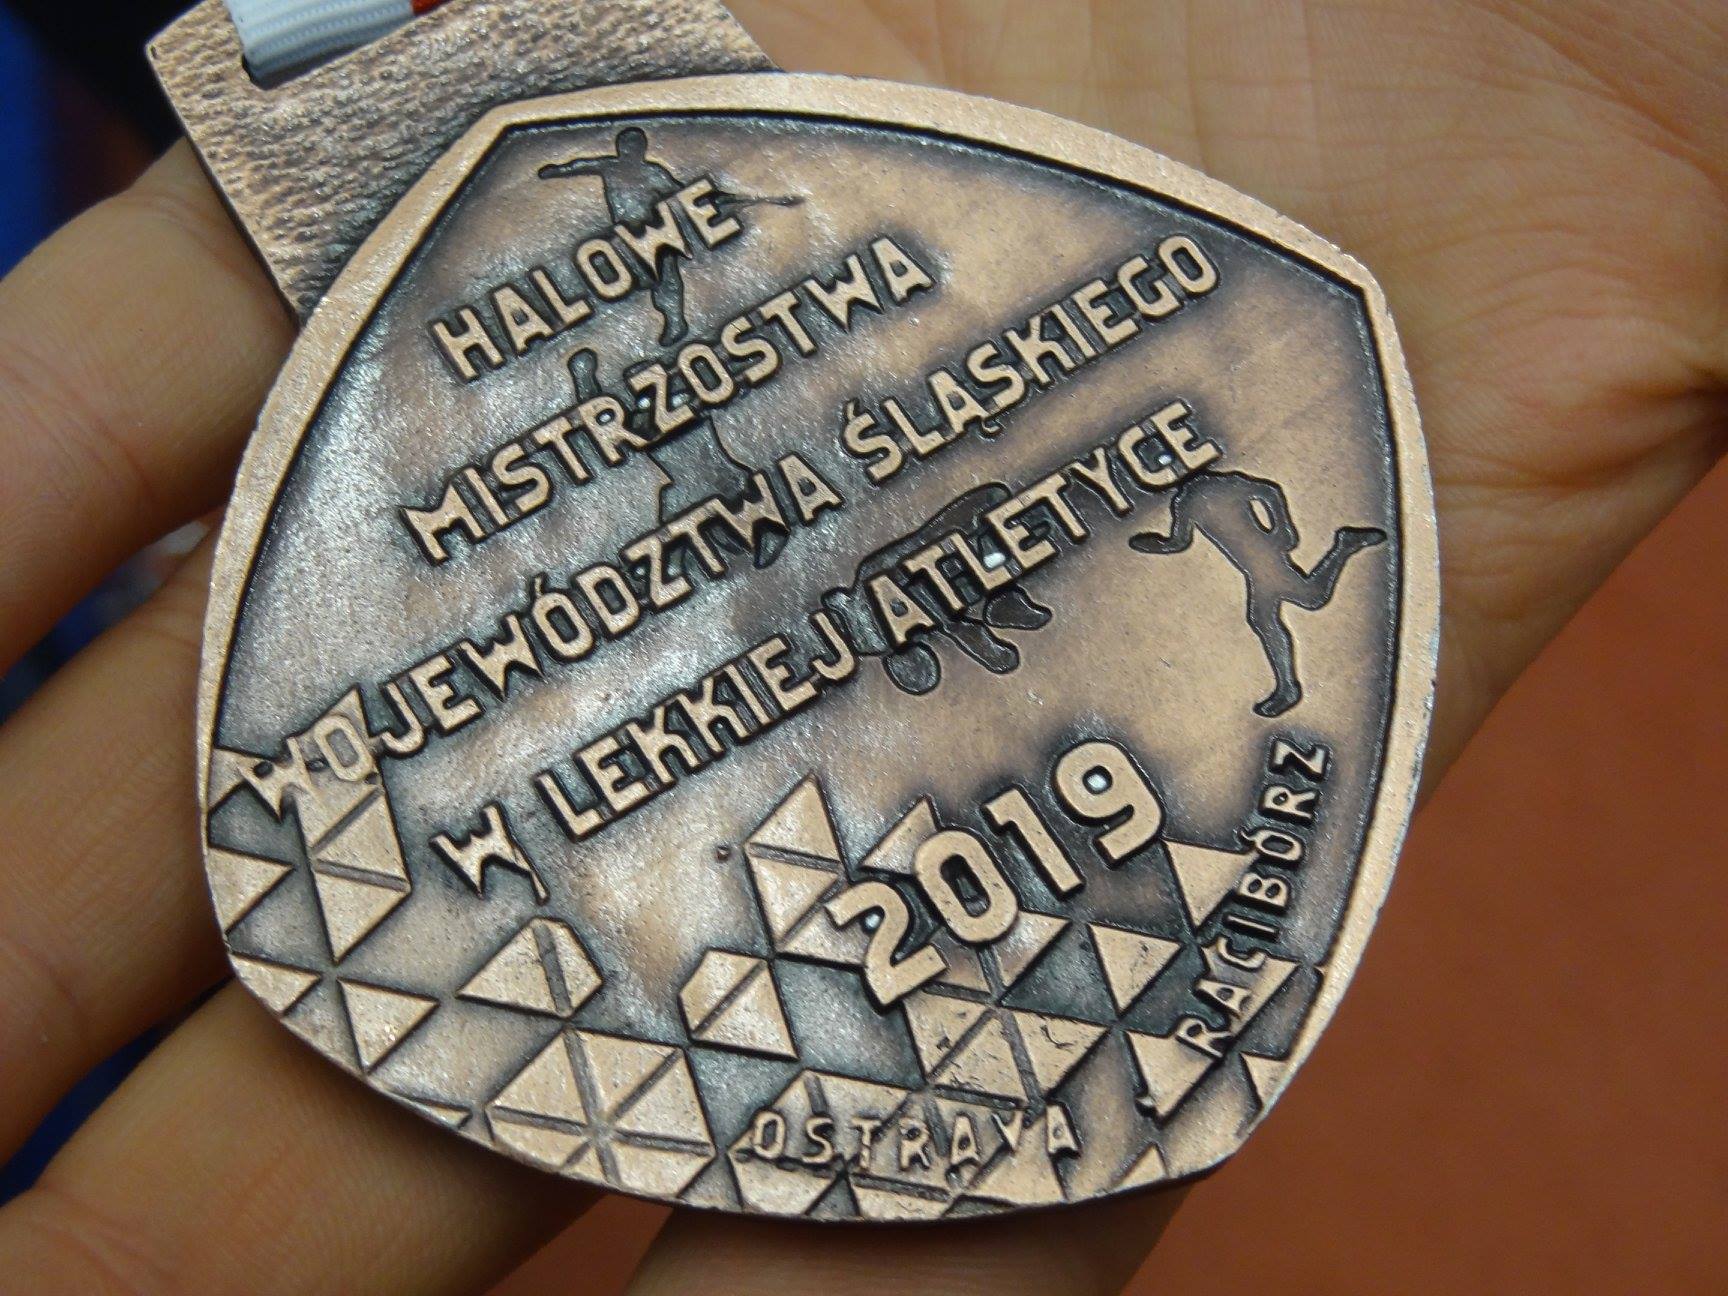 HALOWE
MISTRZOSTWA
WOJEWÓDZTWA ŚLĄSKIEGO
W LEKKIEJ ATLETYCE
2019
RACIBÓRZ
OSTRAVA